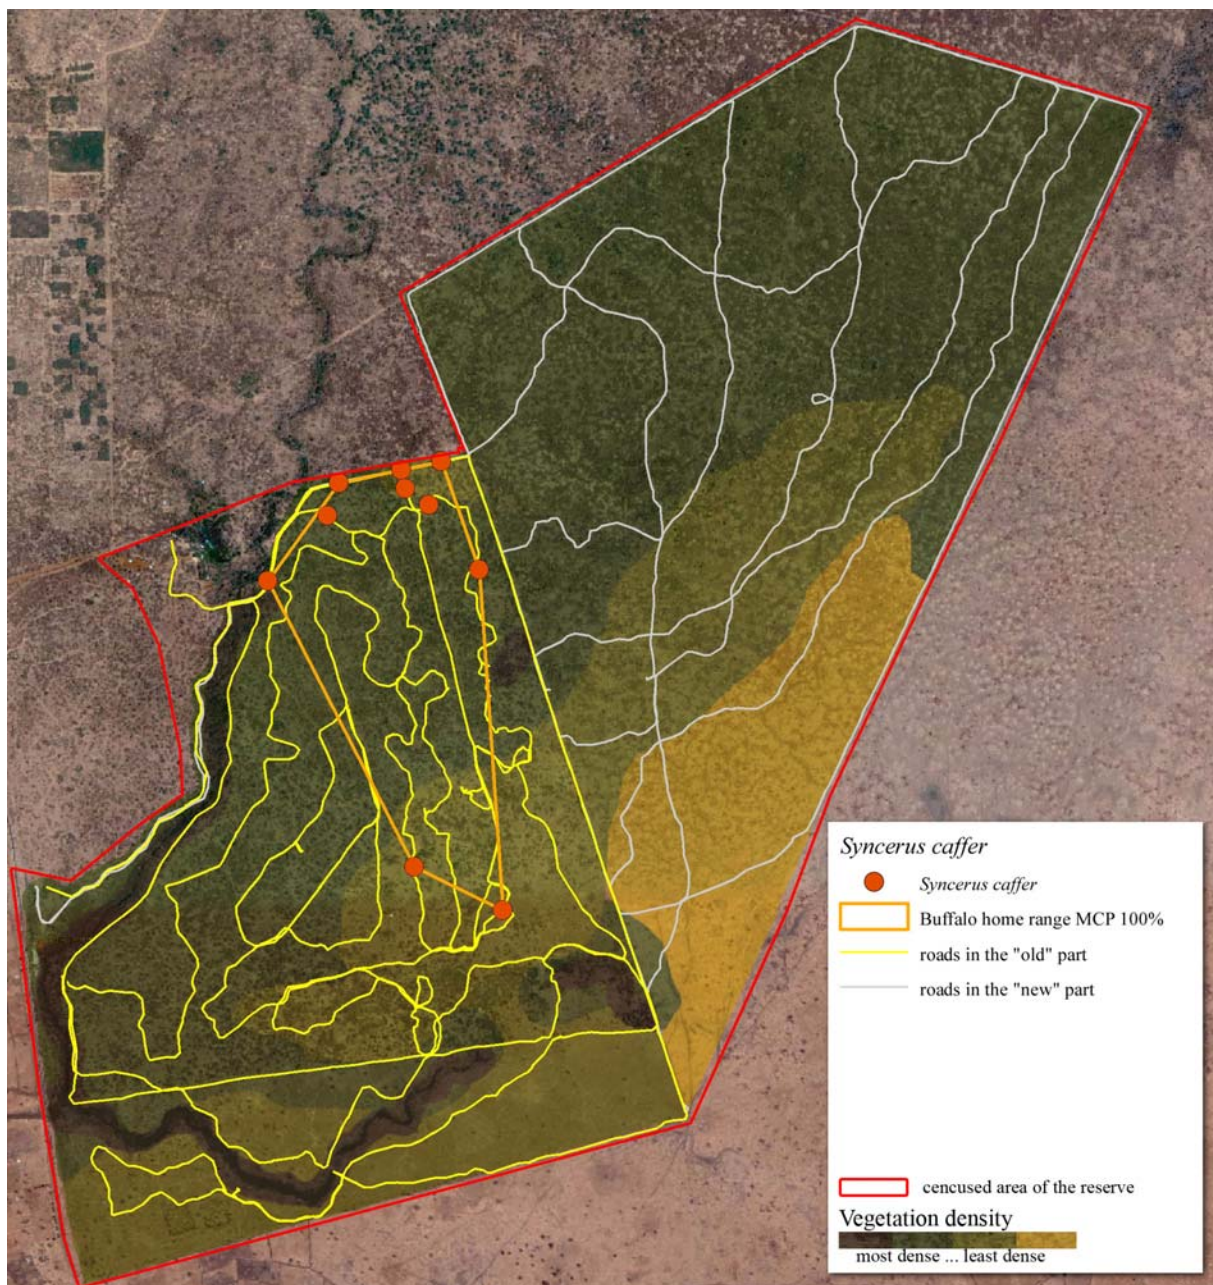 Syncerus caffer
Syncerus caffer
Buffalo home range MCP 100%
roads in the "old" part
roads in the "new" part
cencused area of the reserve
Vegetation density
most dense ... least dense